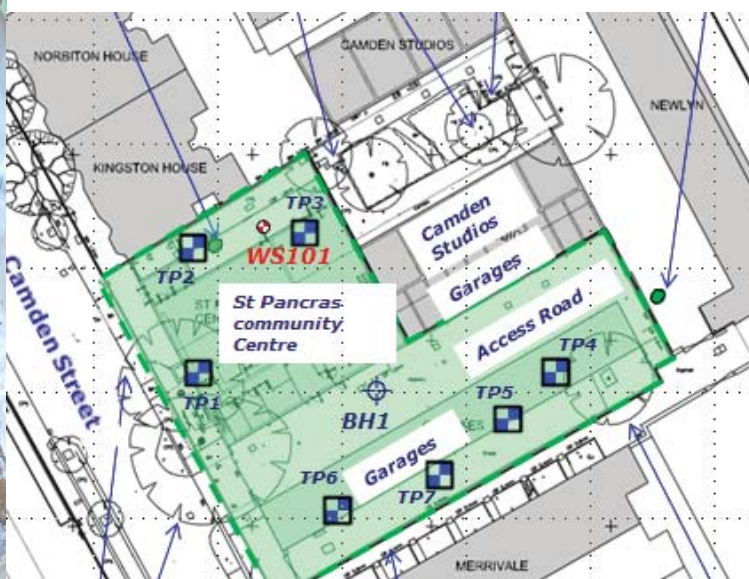 NORBITON HOUSE
CAMDEN STUDIOS
NEWLYN
KINGSTON HOUSE
TP3
WS101
TP2
Camden
Studios
Garages
Camden Street
St Pancras
community
Centre
Access Road
TP4
TP1
BH1
TP5
Garages
TP6
TP7
MERRIVALE